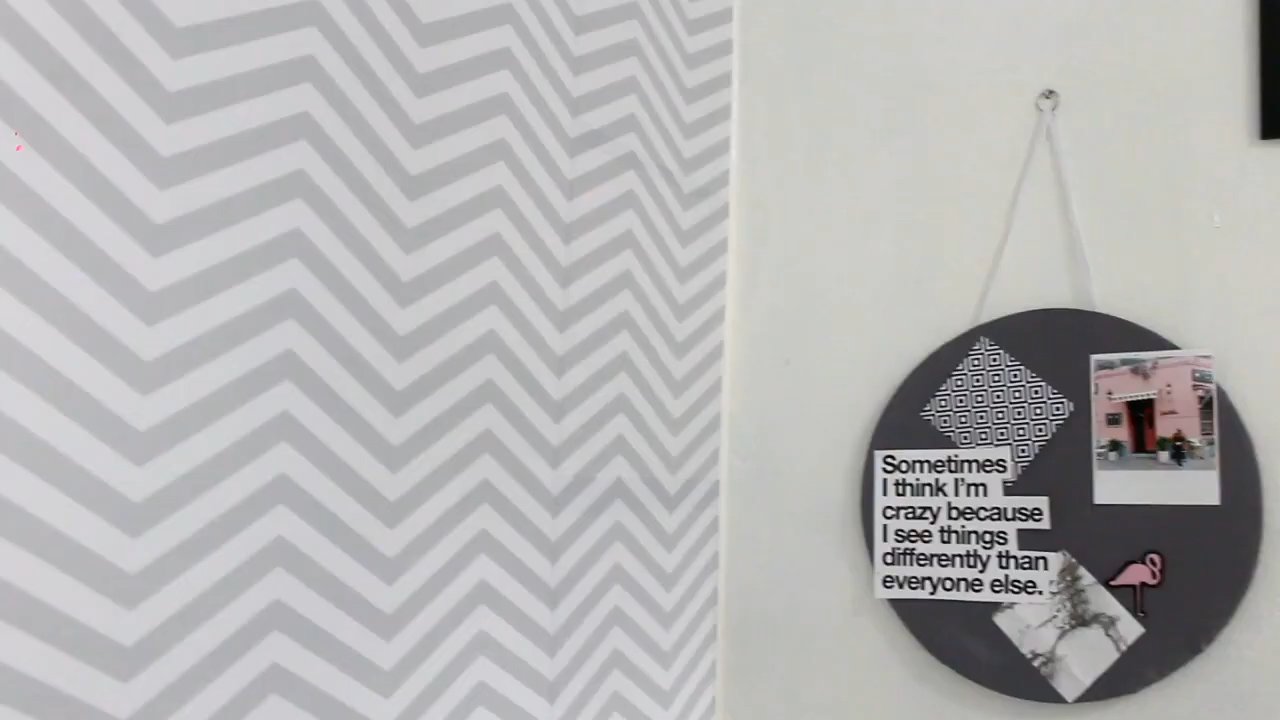 Sometimes
I think I'm
crazy because
I see things
differently than
everyone else.